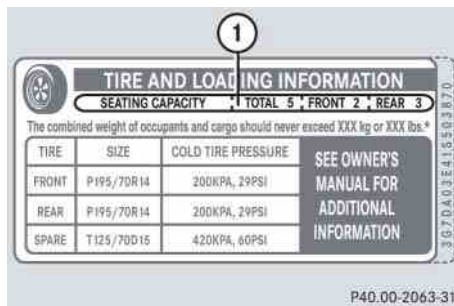 1
TIRE AND LOADING INFORMATION
SEATING CAPACITY TOTAL 5 FRONT 2 REAR 3
The combined weight of occupants and cargo should never exceed XXX kg or XXX lbs.*
TIRE SIZE COLD TIRE PRESSURE
FRONT P195/70R14 200KPA, 29PSI
REAR P195/70R14 200KPA, 29PSI
SPARE T125/70D15 420KPA, 60PSI
SEE OWNER'S
MANUAL FOR
ADDITIONAL
INFORMATION
3G7DA03E41S503870
P40.00-2063-31